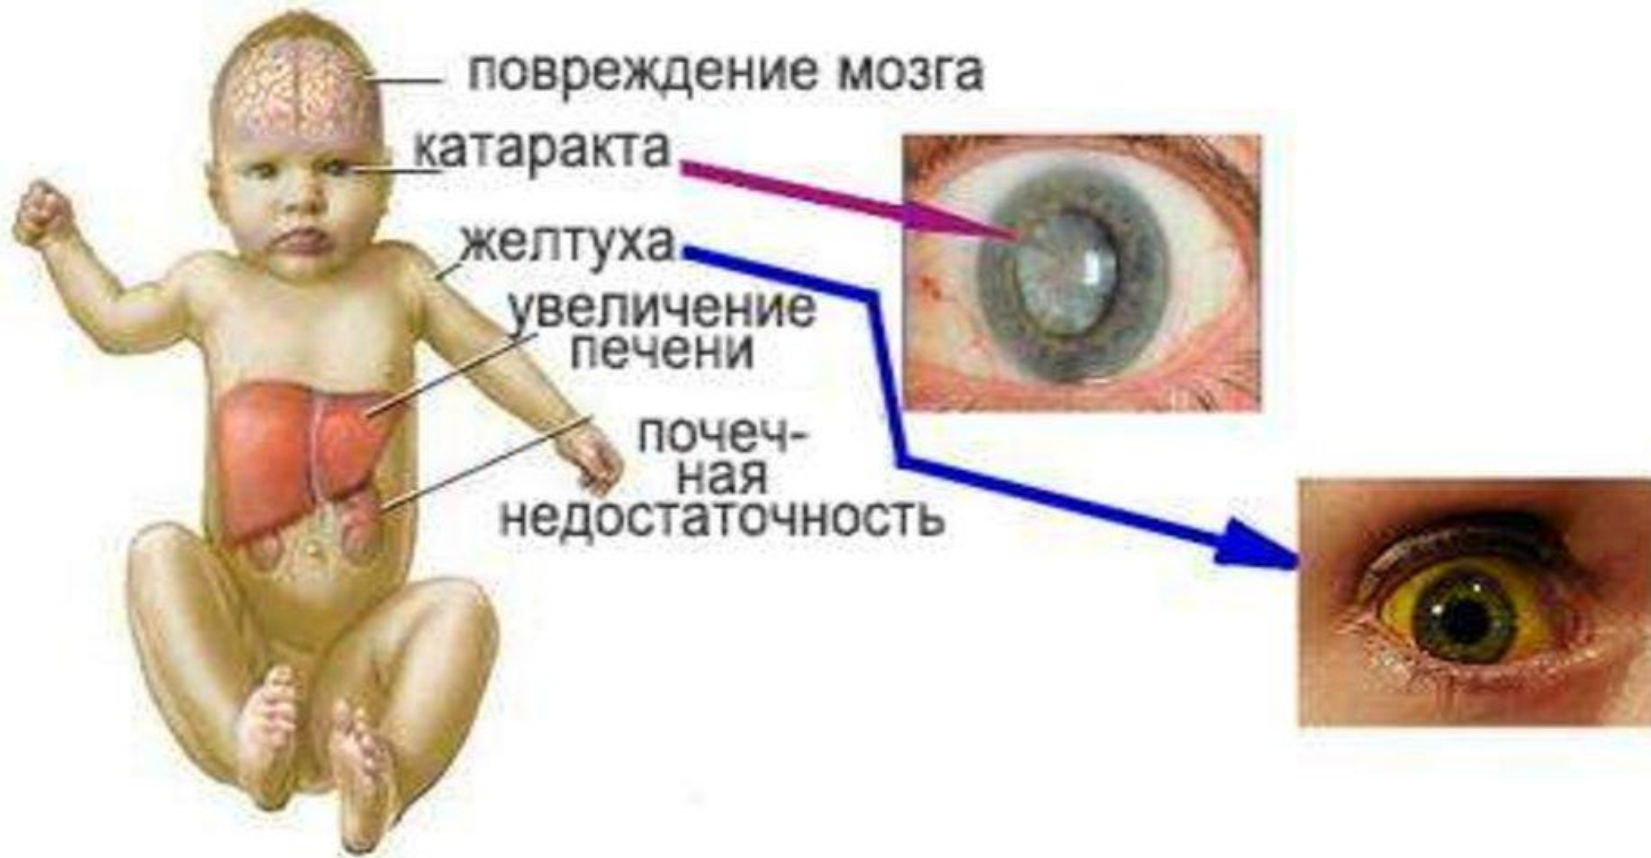 повреждение мозга
катаракта
желтуха
увеличение
печени
почеч-
ная
недостаточность